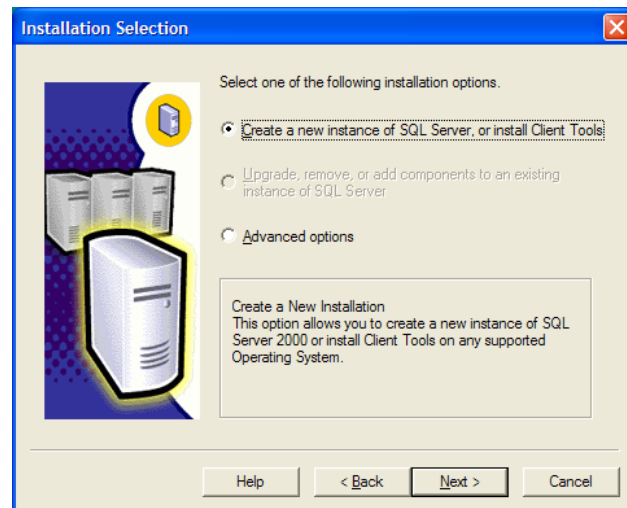 Installation Selection
Select one of the following installation options.
Create a new instance of SQL Server, or install Client Tools
Upgrade, remove, or add components to an existing
instance of SQL Server
Advanced options
Create a New Installation
This option allows you to create a new instance of SQL
Server 2000 or install Client Tools on any supported
Operating System.
Help
< Back
Next >
Cancel